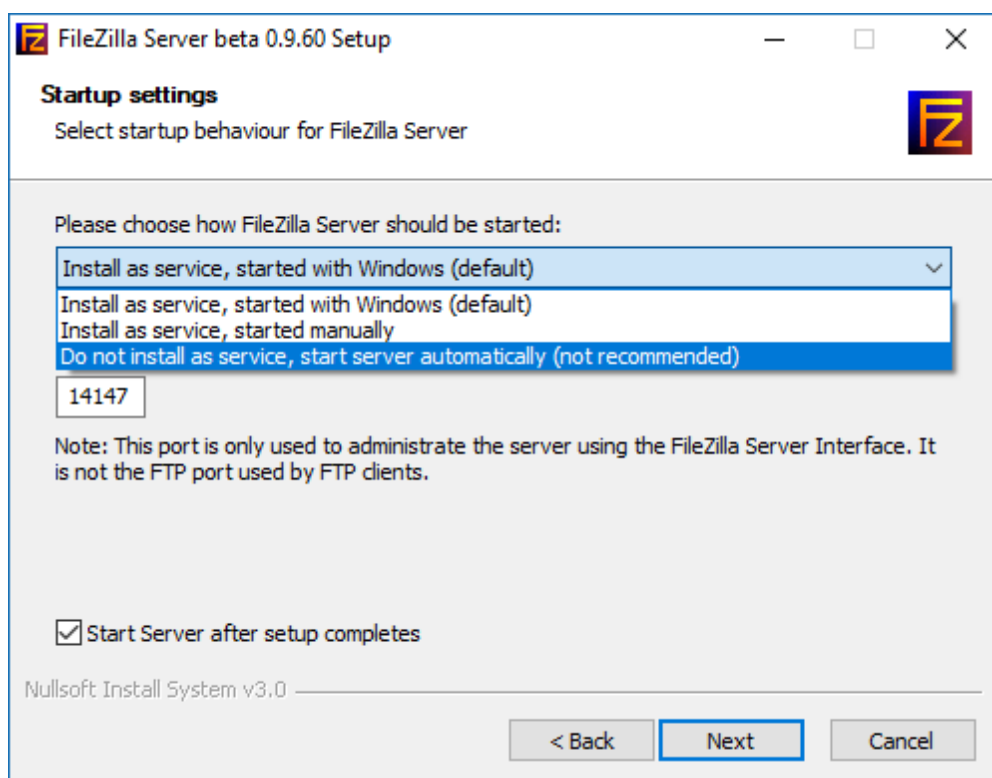 FileZilla Server beta 0.9.60 Setup
Startup settings
Select startup behaviour for FileZilla Server
Please choose how FileZilla Server should be started:
Install as service, started with Windows (default)
Install as service, started with Windows (default)
Install as service, started manually
Do not install as service, start server automatically (not recommended)
14147
Note: This port is only used to administrate the server using the FileZilla Server Interface. It
is not the FTP port used by FTP clients.
Start Server after setup completes
Nullsoft Install System v3.0
< Back
Next
Cancel